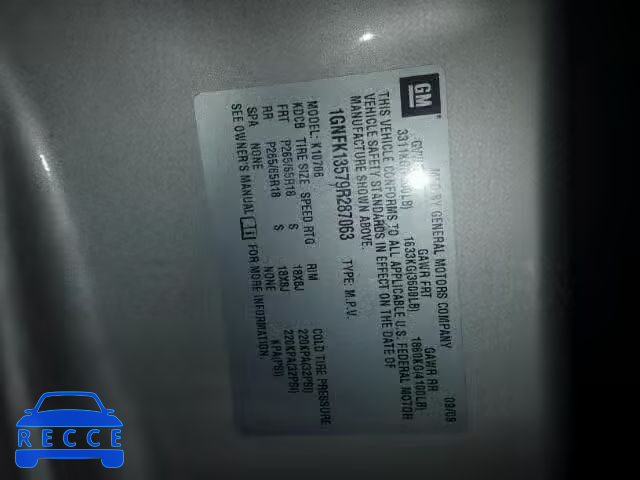 GM
MFD BY GENERAL MOTORS COMPANY 09/09
GAWR FRT GAWR RR
1633KG(3600LB) 1860KG(4100LB)
THIS VEHICLE CONFORMS TO ALL APPLICABLE U.S. FEDERAL MOTOR
VEHICLE SAFETY STANDARDS IN EFFECT ON THE DATE OF
MANUFACTURE SHOWN ABOVE.
1GNFK13579R287063 TYPE: M.P.V.
MODEL: K10706
KDCB TIRE SIZE SPEED RTG RIM COLD TIRE PRESSURE
FRT P265/65R18 S 18X8J 220KPA(32PSI)
RR P265/65R18 S 18X8J 220KPA(32PSI)
SPA NONE NONE KPA(PSI)
SEE OWNER'S MANUAL FOR MORE INFORMATION
RECCE